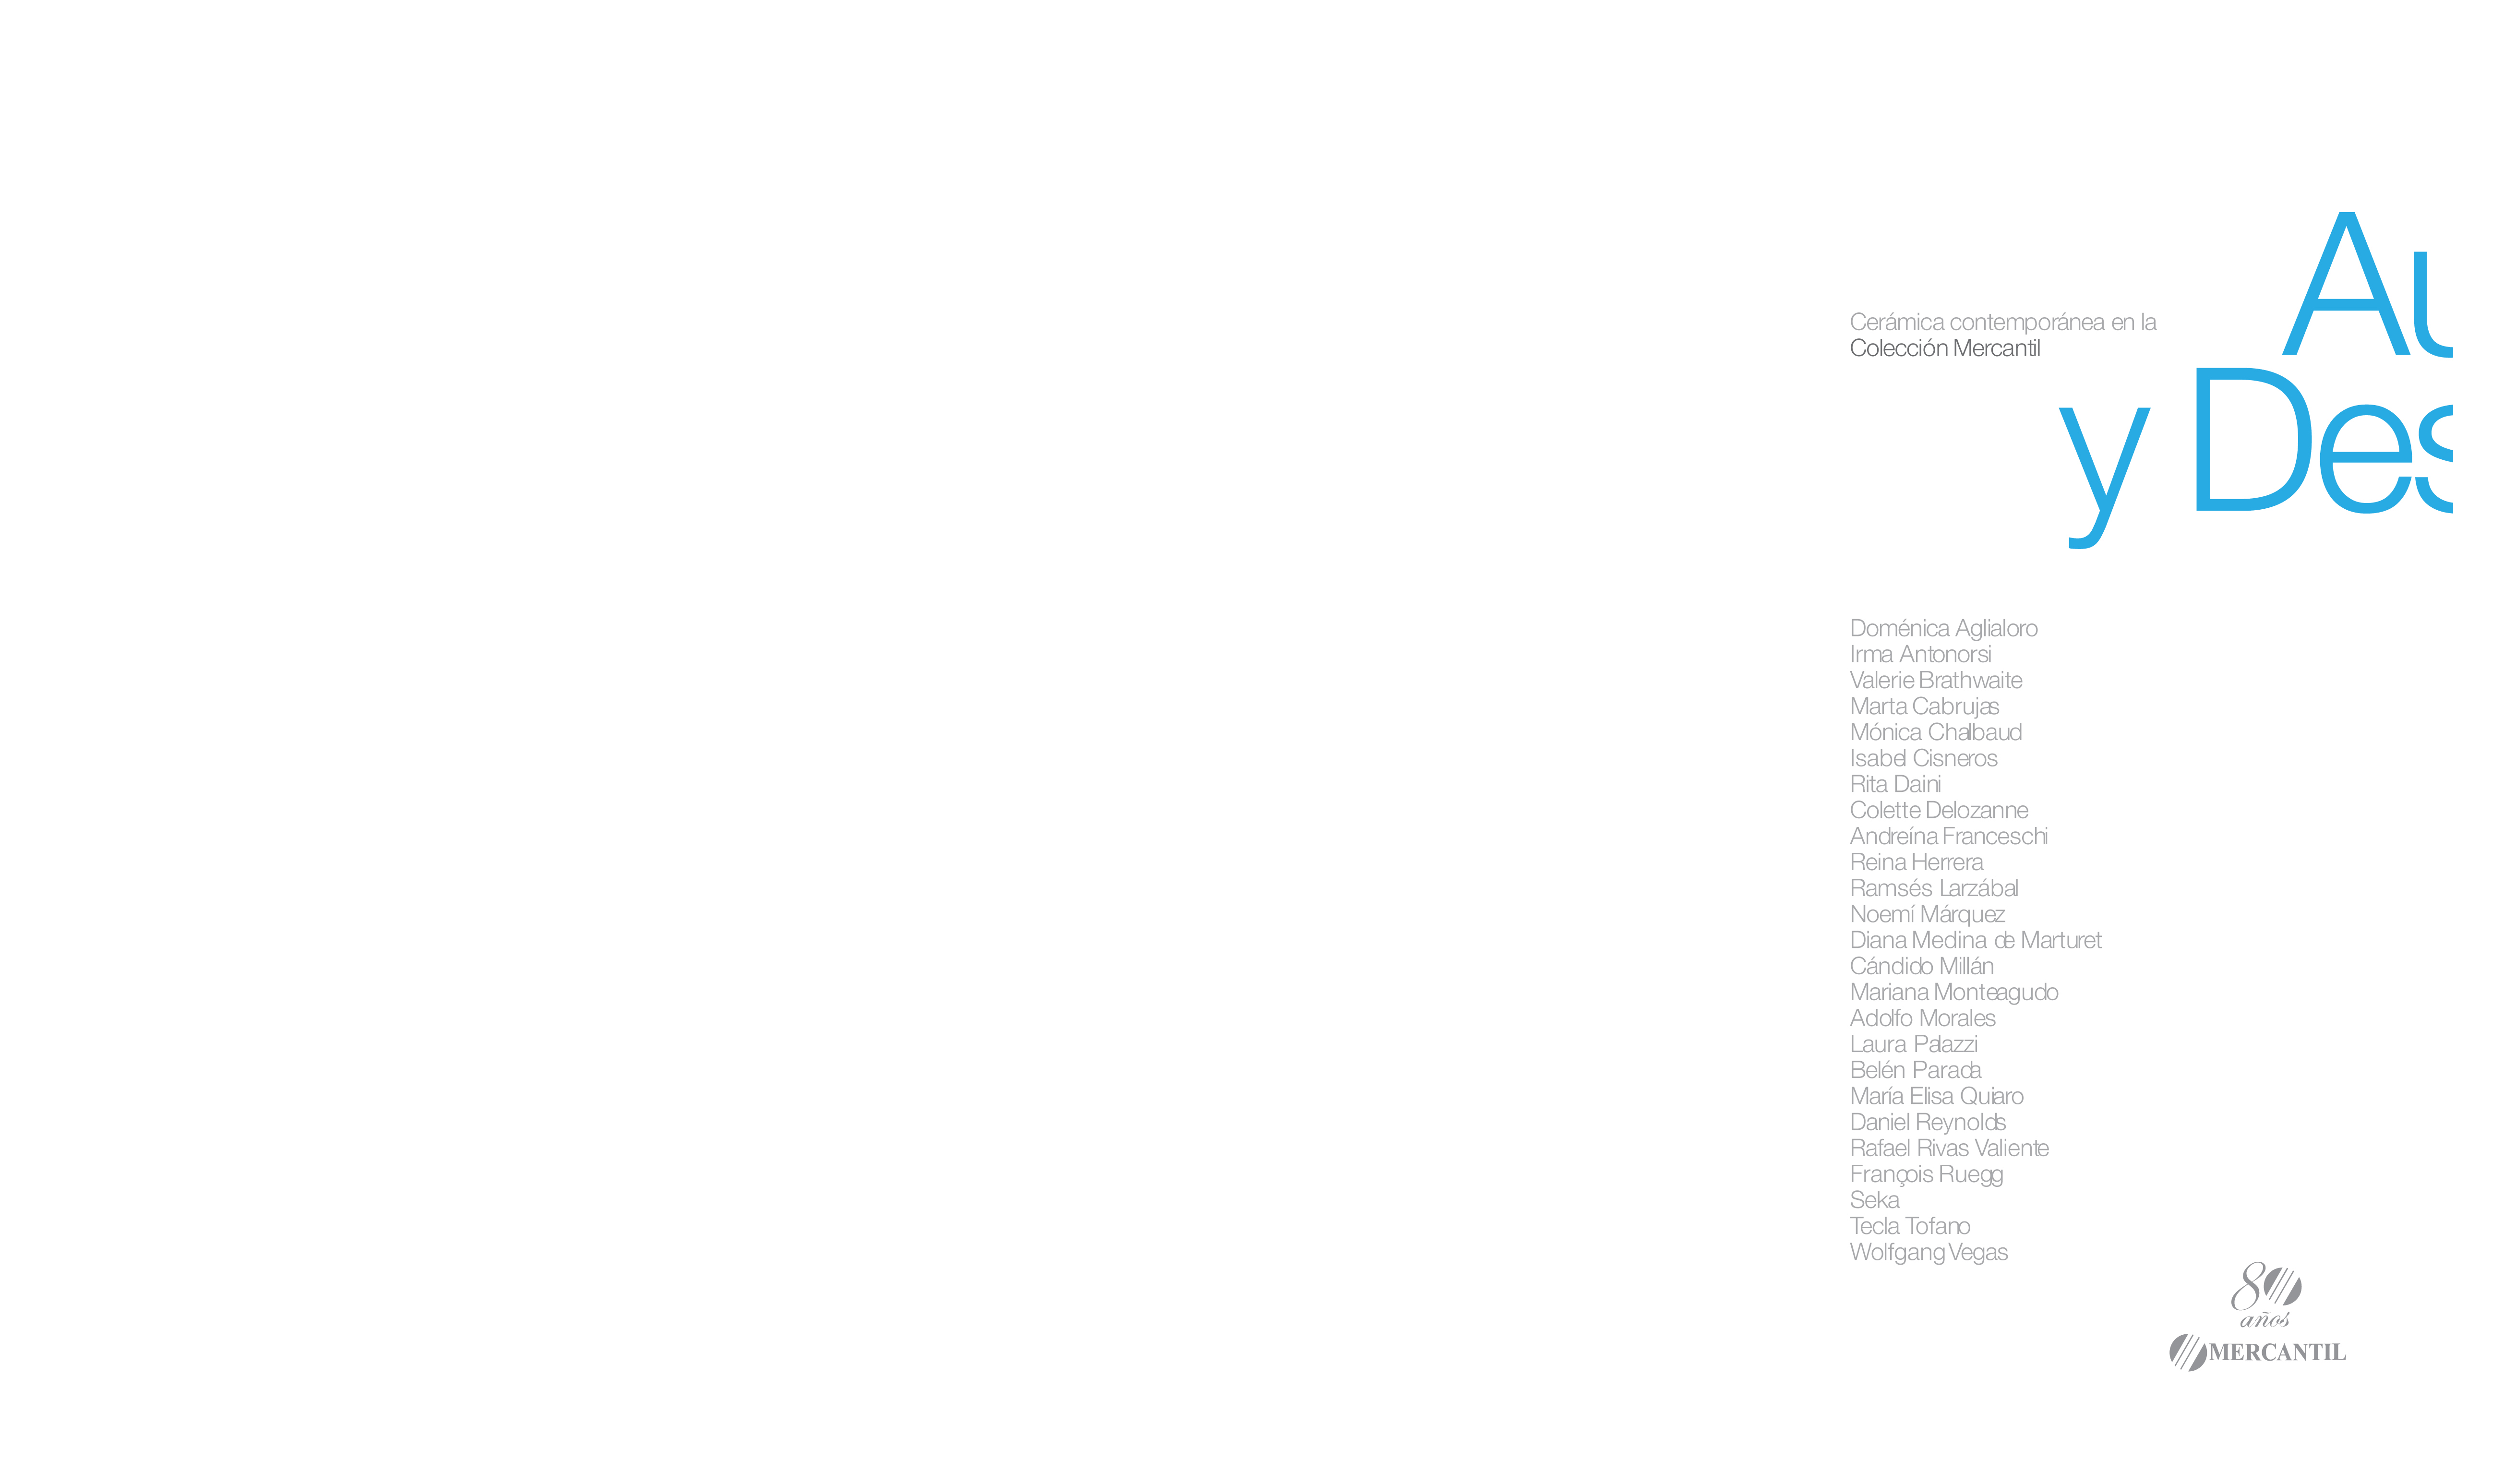 Au
Cerámica contemporánea en la
Colección Mercantil
y Des
Doménica Aglialoro
Irma Antonorsi
Valerie Brathwaite
Marta Cabrujas
Mónica Chalbaud
Isabel Cisneros
Rita Daini
Colette Delozanne
Andreína Franceschi
Reina Herrera
Ramsés Larzábal
Noemí Márquez
Diana Medina de Marturet
Cándido Millán
Mariana Monteagudo
Adolfo Morales
Laura Palazzi
Belén Parada
María Elisa Quiaro
Daniel Reynolds
Rafael Rivas Valiente
François Ruegg
Seka
Tecla Tofano
Wolfgang Vegas
80
años
MERCANTIL